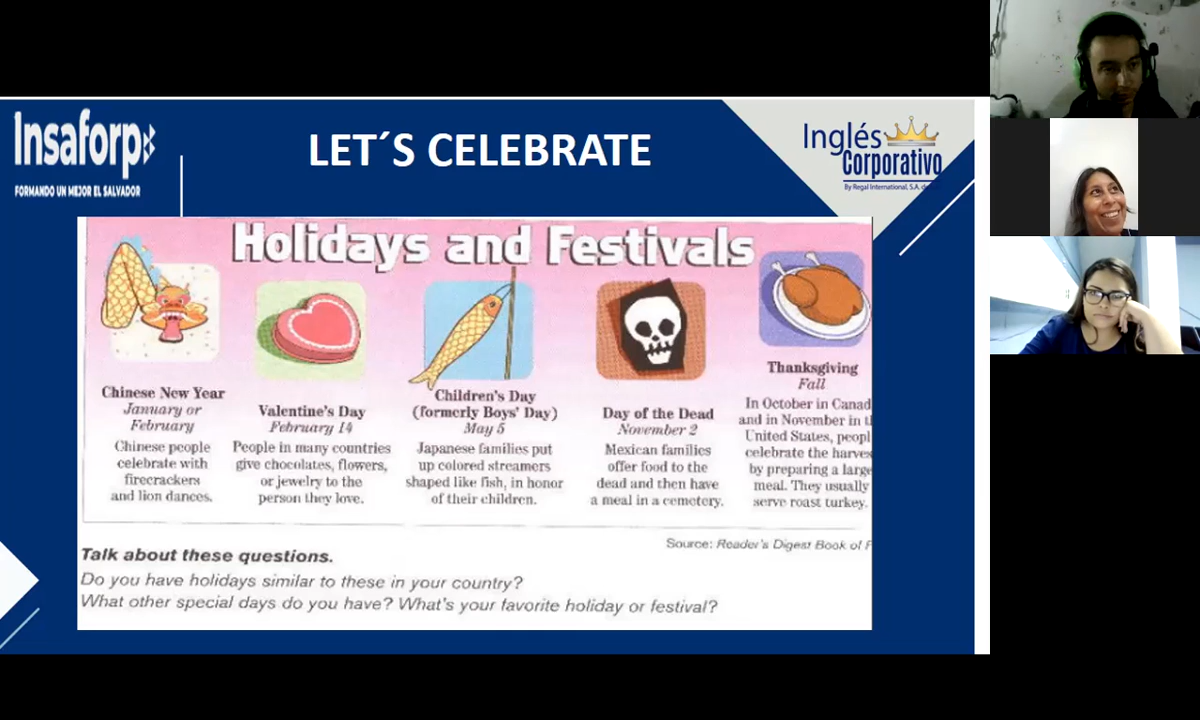 Insaforp
FORMANDO UN MEJOR EL SALVADOR
LET´S CELEBRATE
Inglés
Corporativo
By Regal International, S.A. de
Holidays and Festivals
Chinese New Year
January or
February
Chinese people
celebrate with
firecrackers
and lion dances.
Valentine's Day
February 14
People in many countries
give chocolates, flowers,
or jewelry to the
person they love.
Children's Day
(formerly Boys' Day)
May 5
Japanese families put
up colored streamers
shaped like fish, in honor
of their children.
Day of the Dead
November 2
Mexican families
offer food to the
dead and then have
a meal in a cemetery.
Thanksgiving
Fall
In October in Canad
and in November in t
United States, peopl
celebrate the harves
by preparing a large
meal. They usually
serve roast turkey.
Source: Reader's Digest Book of F
Talk about these questions.
Do you have holidays similar to these in your country?
What other special days do you have? What's your favorite holiday or festival?